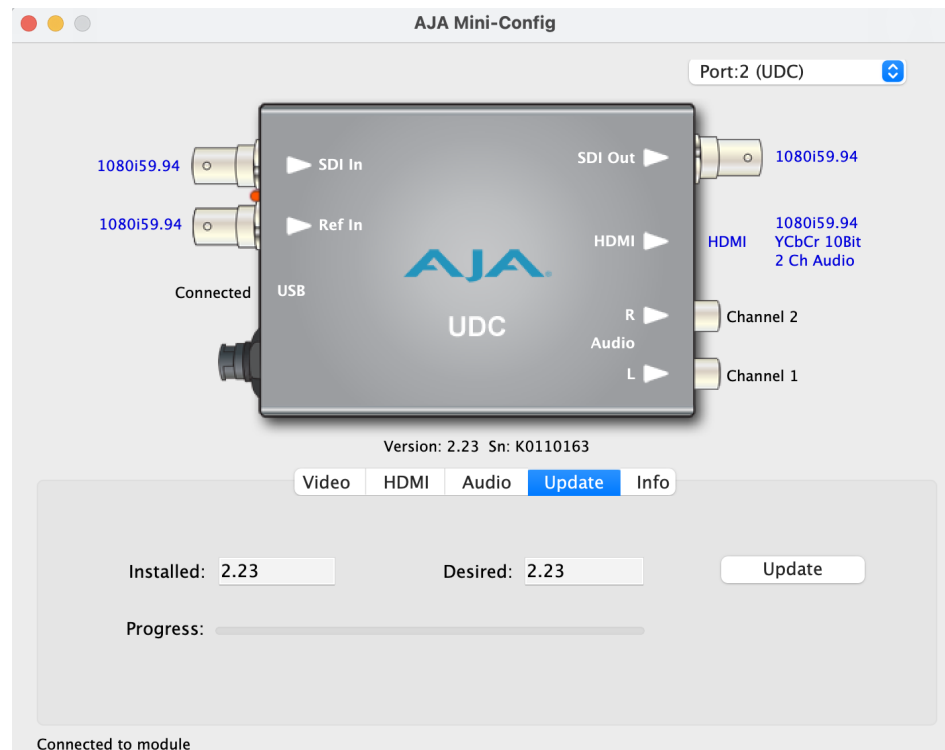 AJA Mini-Config
Port:2 (UDC)
1080i59.94
SDI In
SDI Out
1080i59.94
1080i59.94
Ref In
HDMI
HDMI
1080i59.94
YCbCr 10Bit
2 Ch Audio
AJA
Connected
USB
UDC
R
Channel 2
Audio
L
Channel 1
Version: 2.23 Sn: K0110163
Video HDMI Audio Update Info
Installed: 2.23 Desired: 2.23 Update
Progress:
Connected to module